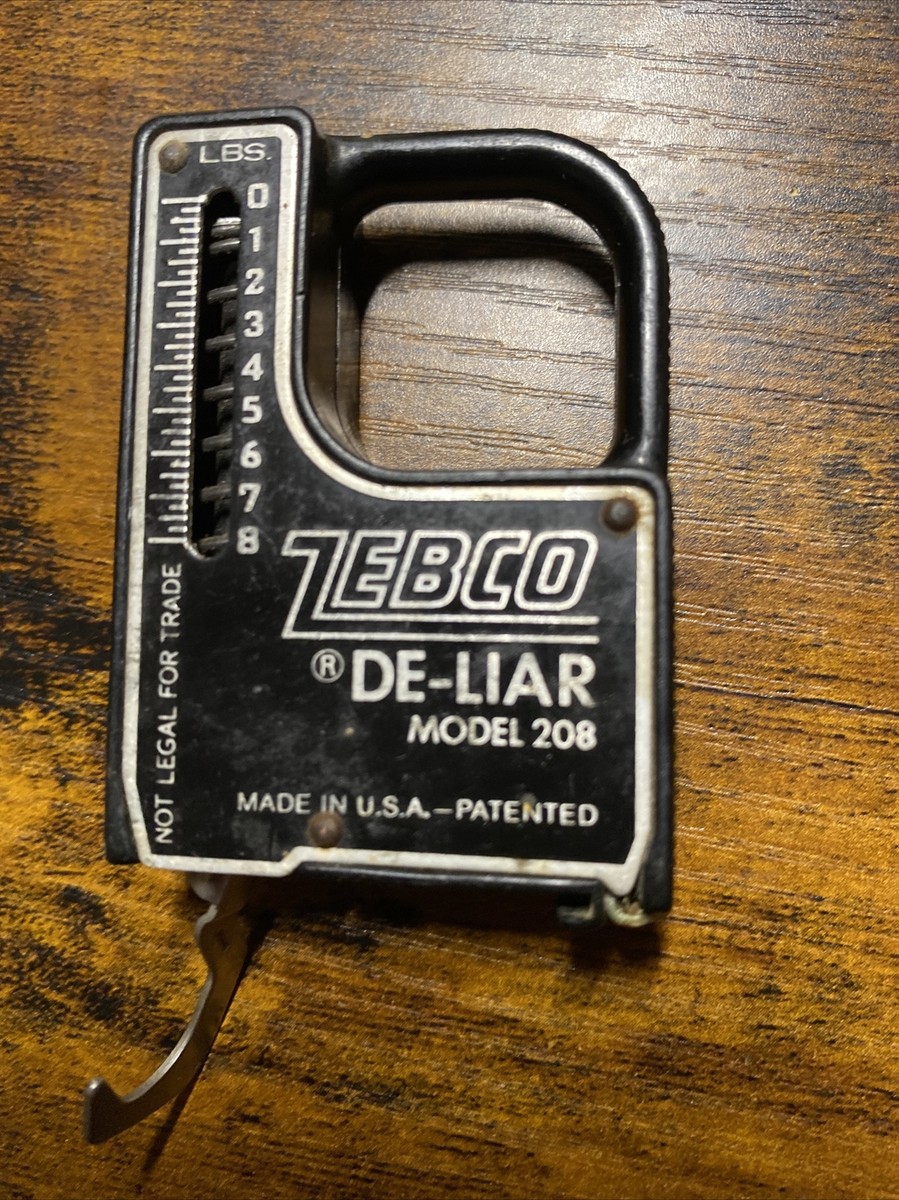 LBS.
0
1
2
3
4
5
6
7
8
NOT LEGAL FOR TRADE
ZEBCO
® DE-LIAR
MODEL 208
MADE IN U.S.A.-PATENTED